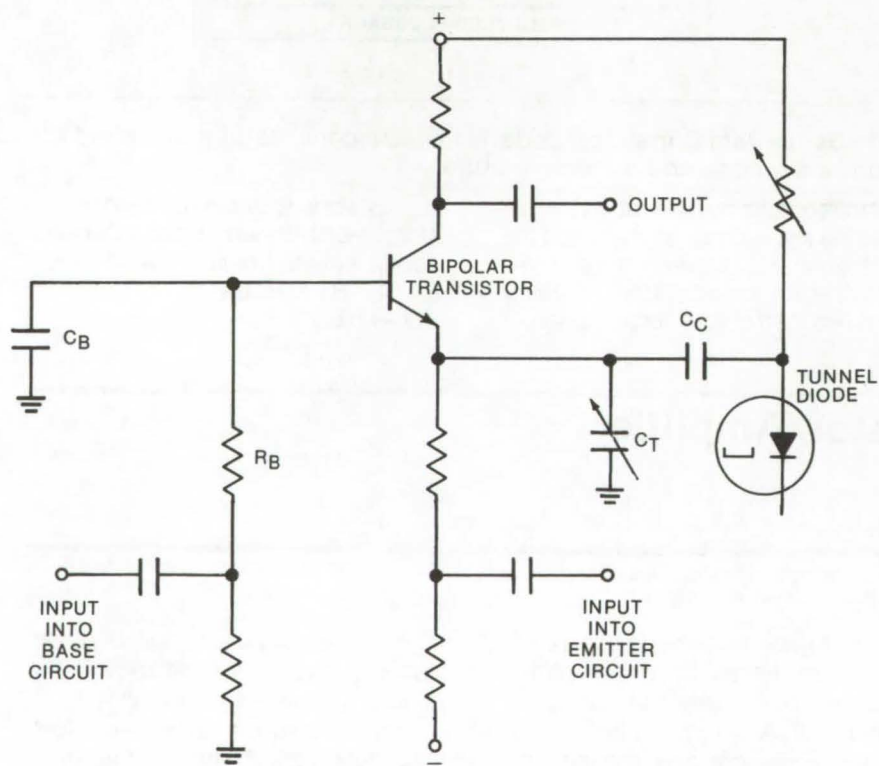 +
OUTPUT
BIPOLAR
TRANSISTOR
CB
CC
TUNNEL
DIODE
CT
RB
INPUT
INTO
BASE
CIRCUIT
INPUT
INTO
EMITTER
CIRCUIT
−